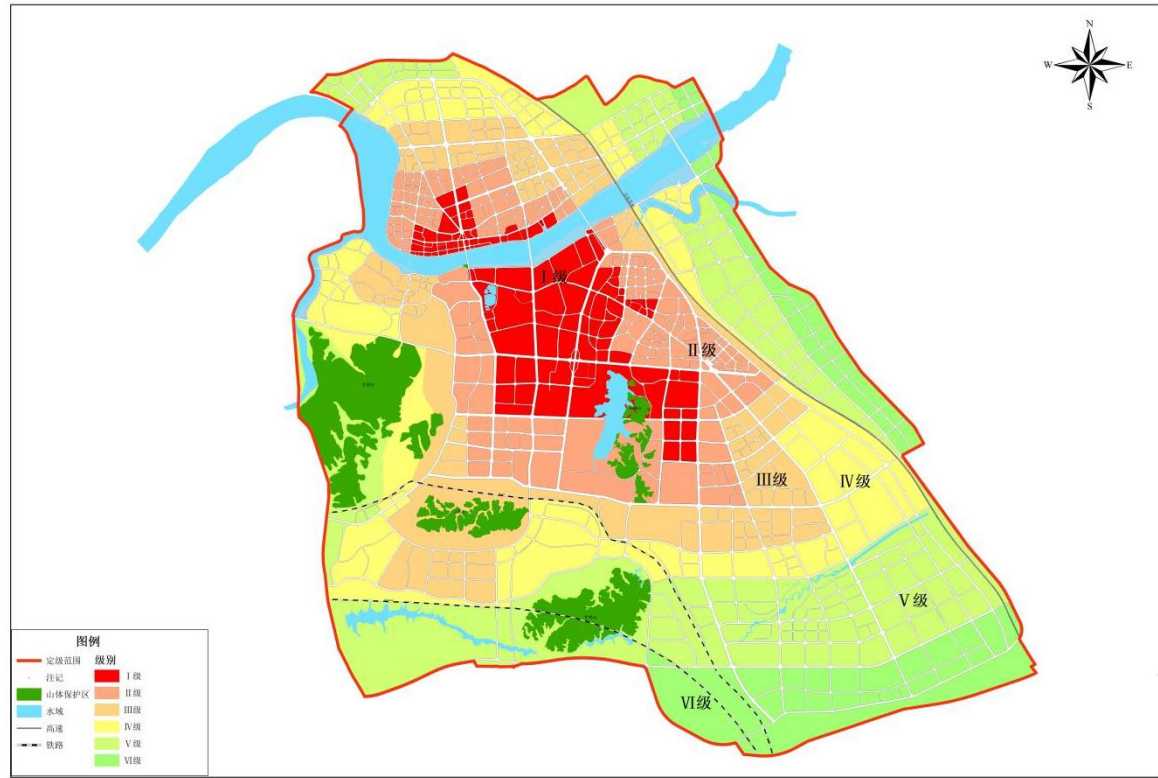 N
W E
S
Ⅰ级
Ⅱ级
Ⅲ级
Ⅳ级
Ⅴ级
Ⅵ级
图例
定级范围 级别
注记 Ⅰ级
山体保护区 Ⅱ级
水域 Ⅲ级
高速 Ⅳ级
铁路 Ⅴ级
Ⅵ级